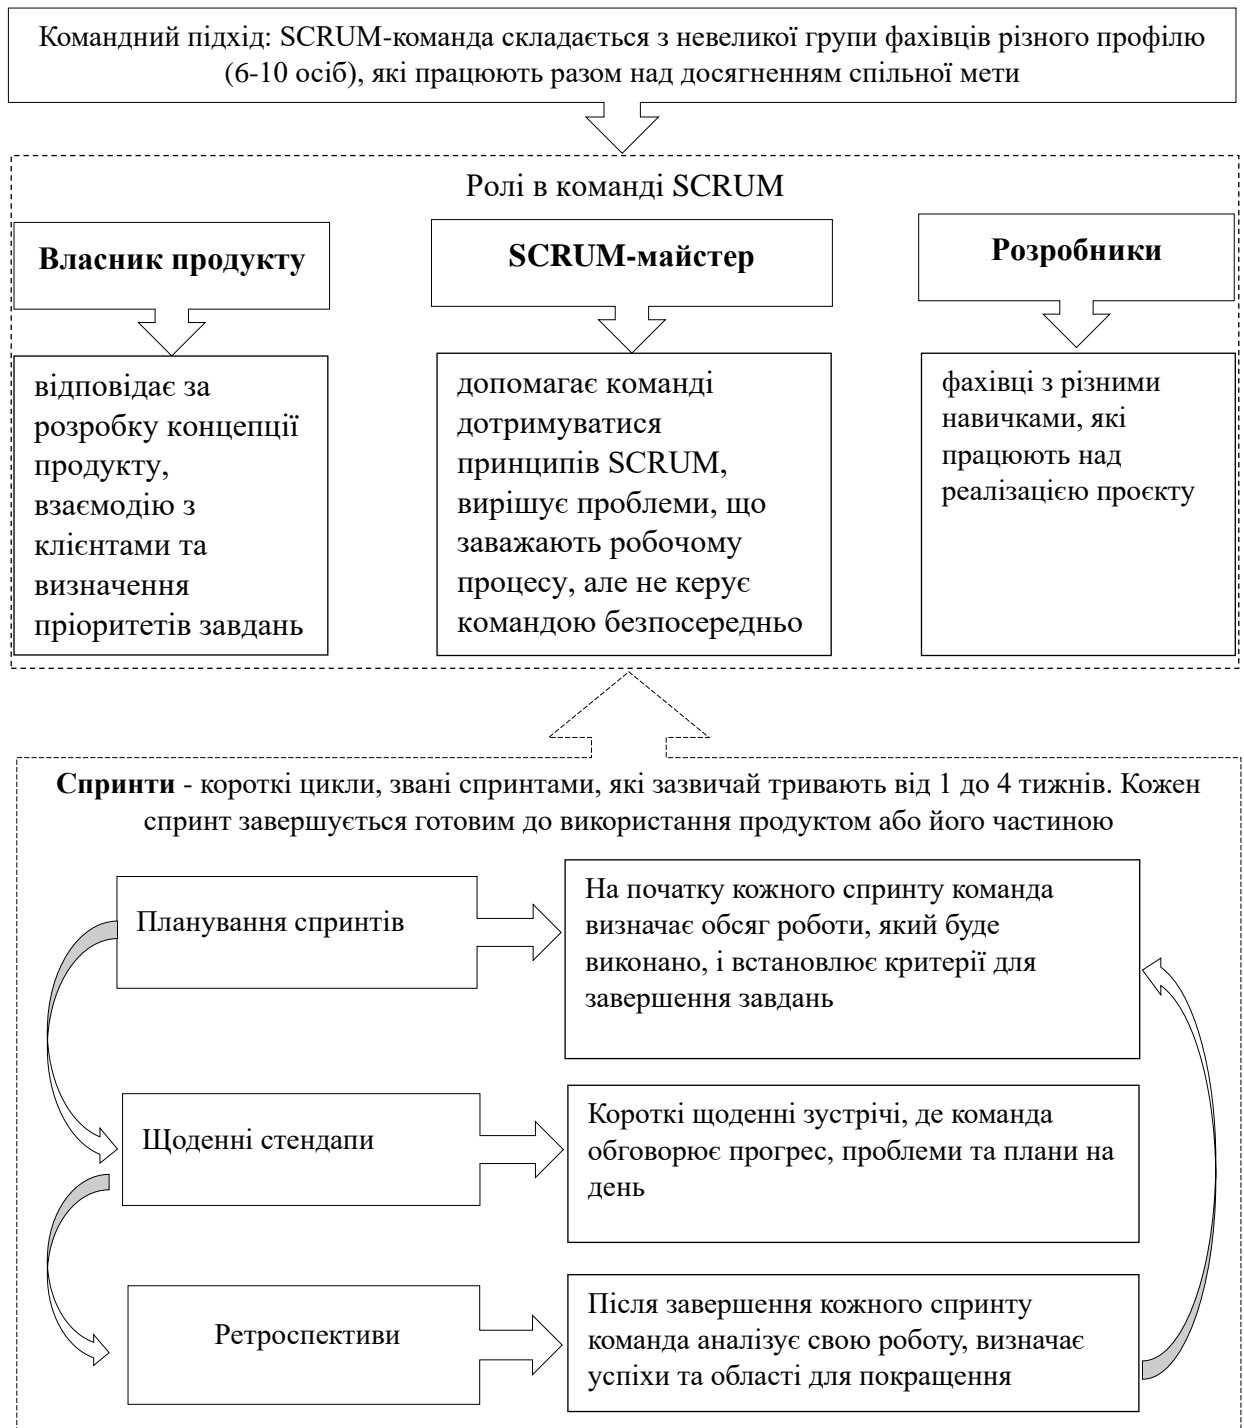 Командний підхід: SCRUM-команда складається з невеликої групи фахівців різного профілю
(6-10 осіб), які працюють разом над досягненням спільної мети
Ролі в команді SCRUM
Власник продукту
відповідає за
розробку концепції
продукту,
взаємодію з
клієнтами та
визначення
пріоритетів завдань
SCRUM-майстер
допомагає команді
дотримуватися
принципів SCRUM,
вирішує проблеми, що
заважають робочому
процесу, але не керує
командою безпосередньо
Розробники
фахівці з різними
навичками, які
працюють над
реалізацією проєкту
Спринти - короткі цикли, звані спринтами, які зазвичай тривають від 1 до 4 тижнів. Кожен
спринт завершується готовим до використання продуктом або його частиною
Планування спринтів
На початку кожного спринту команда
визначає обсяг роботи, який буде
виконано, і встановлює критерії для
завершення завдань
Щоденні стендапи
Короткі щоденні зустрічі, де команда
обговорює прогрес, проблеми та плани на
день
Ретроспективи
Після завершення кожного спринту
команда аналізує свою роботу, визначає
успіхи та області для покращення